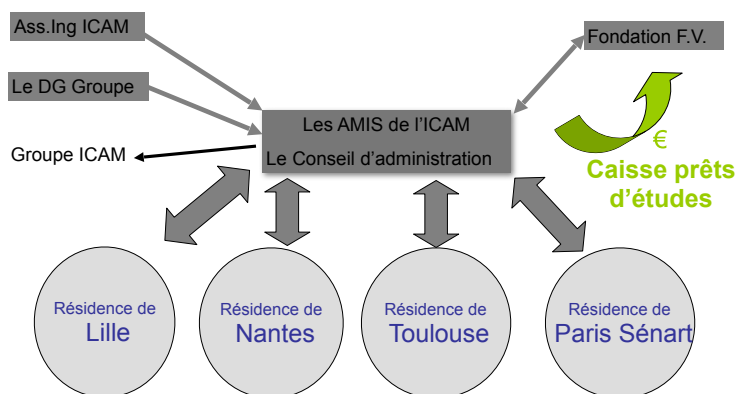 Ass.Ing ICAM
Fondation F.V.
Le DG Groupe
Les AMIS de l'ICAM
Le Conseil d'administration
Groupe ICAM
€
Caisse prêts
d'études
Résidence de
Lille
Résidence de
Nantes
Résidence de
Toulouse
Résidence de
Paris Sénart